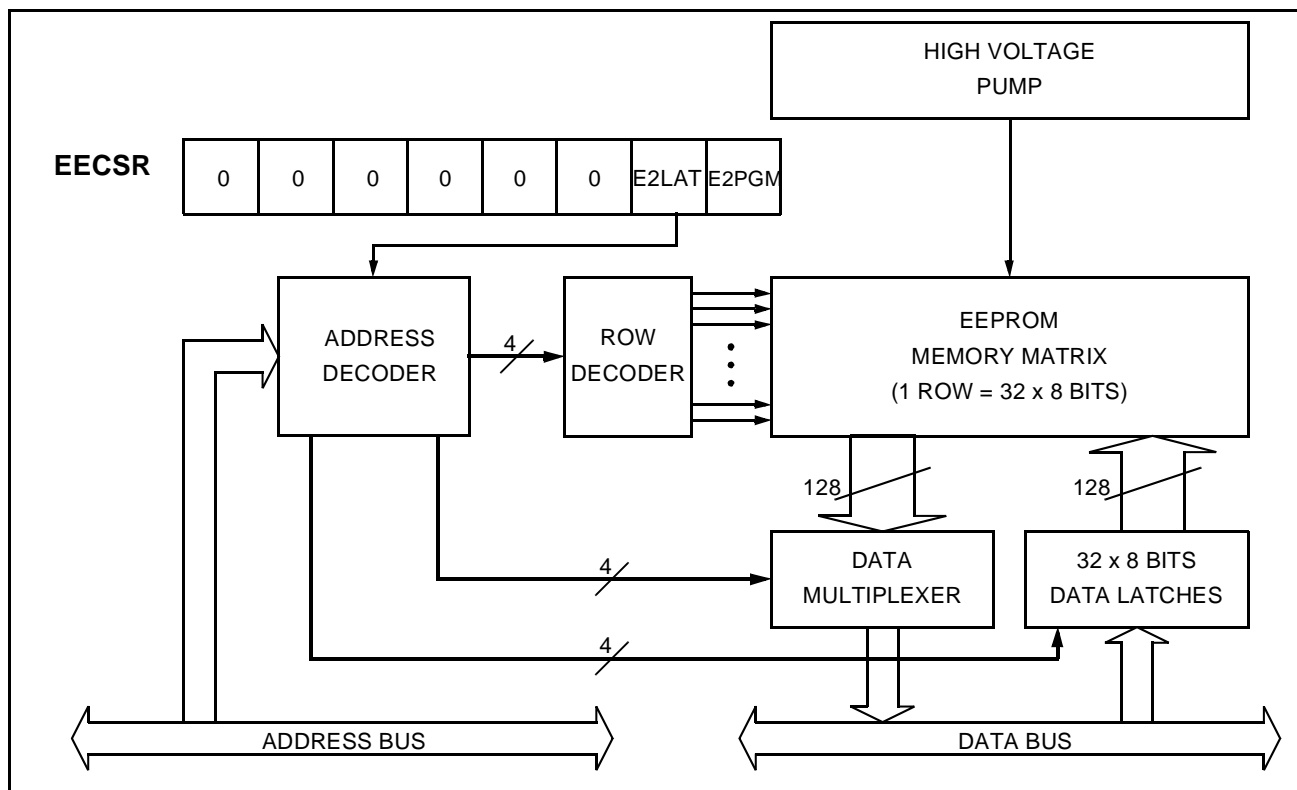 HIGH VOLTAGE
PUMP
EECSR
0 0 0 0 0 0 E2LAT E2PGM
ADDRESS
DECODER
4
ROW
DECODER
EEPROM
MEMORY MATRIX
(1 ROW = 32 x 8 BITS)
128
128
4
DATA
MULTIPLEXER
32 x 8 BITS
DATA LATCHES
4
ADDRESS BUS
DATA BUS